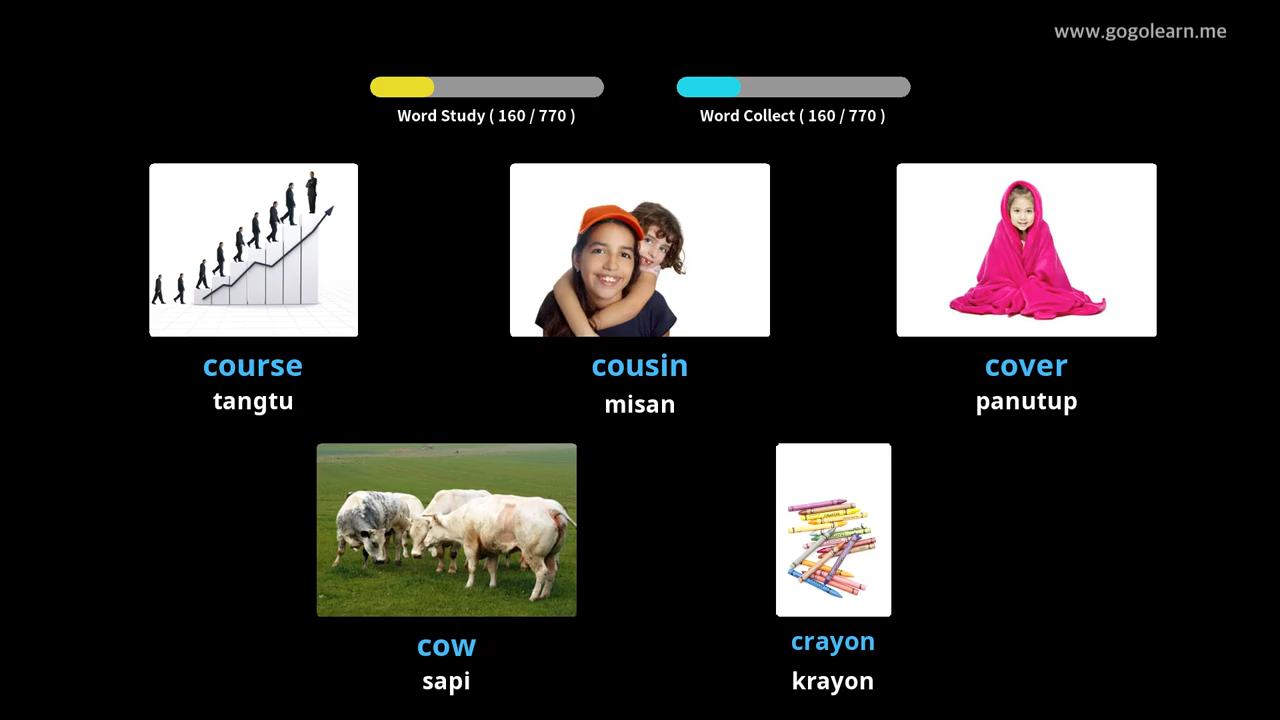 www.gogolearn.me
Word Study ( 160 / 770 )
Word Collect ( 160 / 770 )
course
tangtu
cousin
misan
cover
panutup
cow
sapi
crayon
krayon